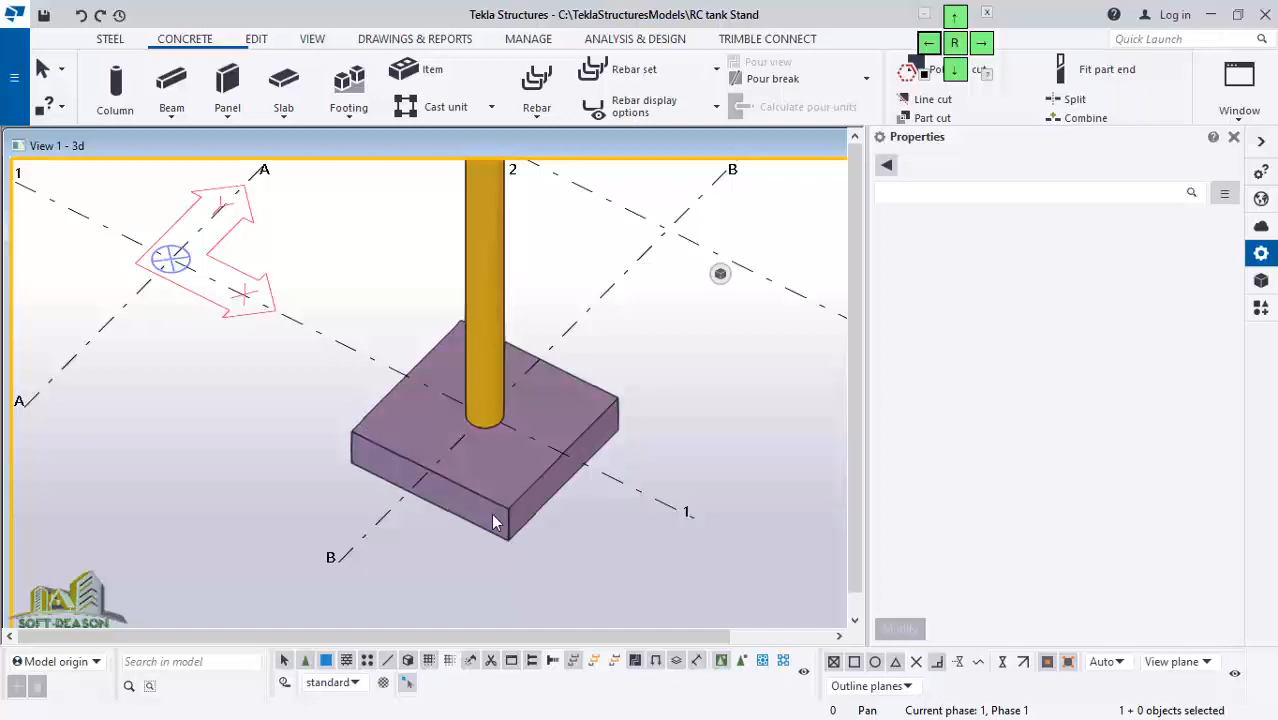 Tekla Structures - C:\TeklaStructuresModels\RC tank Stand
Log in
STEEL CONCRETE EDIT VIEW DRAWINGS & REPORTS MANAGE ANALYSIS & DESIGN TRIMBLE CONNECT
Quick Launch
R
x
?
Column
Beam
Panel
Slab
Footing
Item
Cast unit
Rebar
Rebar set
Rebar display
options
Pour view
Pour break
Calculate pour units
Line cut
Part cut
Fit part end
Split
Combine
Window
View 1 - 3d
Properties
1
A
2
B
Y
X
A
B
1
SOFT-REASON
Modify
Model origin
Search in model
standard
Auto
View plane
Outline planes
0 Pan Current phase: 1, Phase 1 1 + 0 objects selected